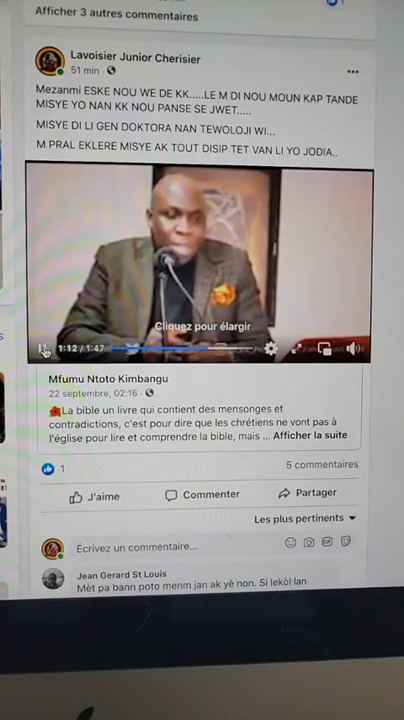 Afficher 3 autres commentaires
Lavoisier Junior Cherisier
51 min ·
Mezanmi ESKE NOU WE DE KK.....LE M DI NOU MOUN KAP TANDE
MISYE YO NAN KK NOU PANSE SE JWET.....
MISYE DI LI GEN DOKTORA NAN TEWOLOJI WI...
M PRAL EKLERE MISYE AK TOUT DISIP TET VAN LI YO JODIA..
Cliquez pour élargir
1:12 / 1:47
Mfumu Ntoto Kimbangu
22 septembre, 02:16 ·
La bible un livre qui contient des mensonges et
contradictions, c'est pour dire que les chrétiens ne vont pas à
l'église pour lire et comprendre la bible, mais ... Afficher la suite
1
5 commentaires
J'aime
Commenter
Partager
Les plus pertinents
Écrivez un commentaire...
Jean Gerard St Louis
Mèt pa bann poto menm jan ak yè non. Si lekòl lan